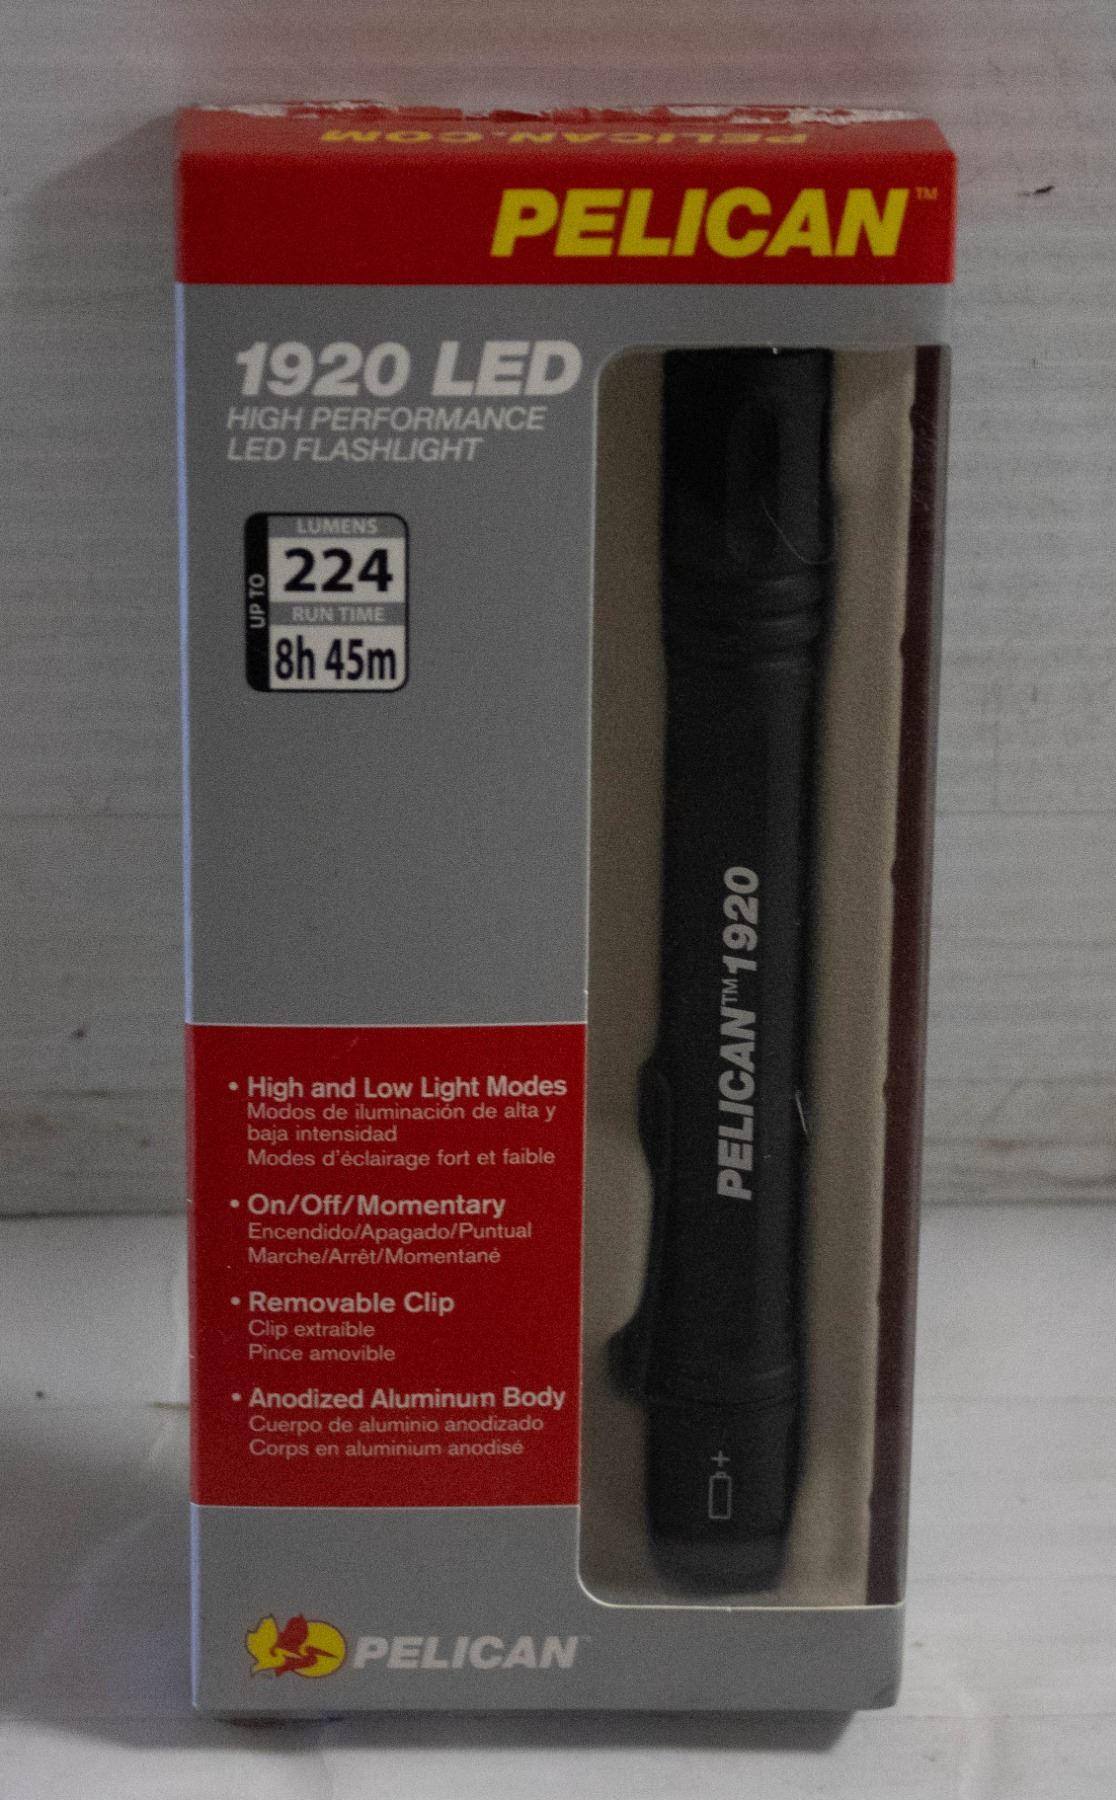 PELICAN.COM
PELICAN™
1920 LED
HIGH PERFORMANCE
LED FLASHLIGHT
UP TO
LUMENS
224
RUN TIME
8h 45m
• High and Low Light Modes
Modos de iluminación de alta y
baja intensidad
Modes d'éclairage fort et faible
• On/Off/Momentary
Encendido/Apagado/Puntual
Marche/Arrêt/Momentané
• Removable Clip
Clip extraíble
Pince amovible
• Anodized Aluminum Body
Cuerpo de aluminio anodizado
Corps en aluminium anodisé
PELICAN™1920
+
PELICAN™